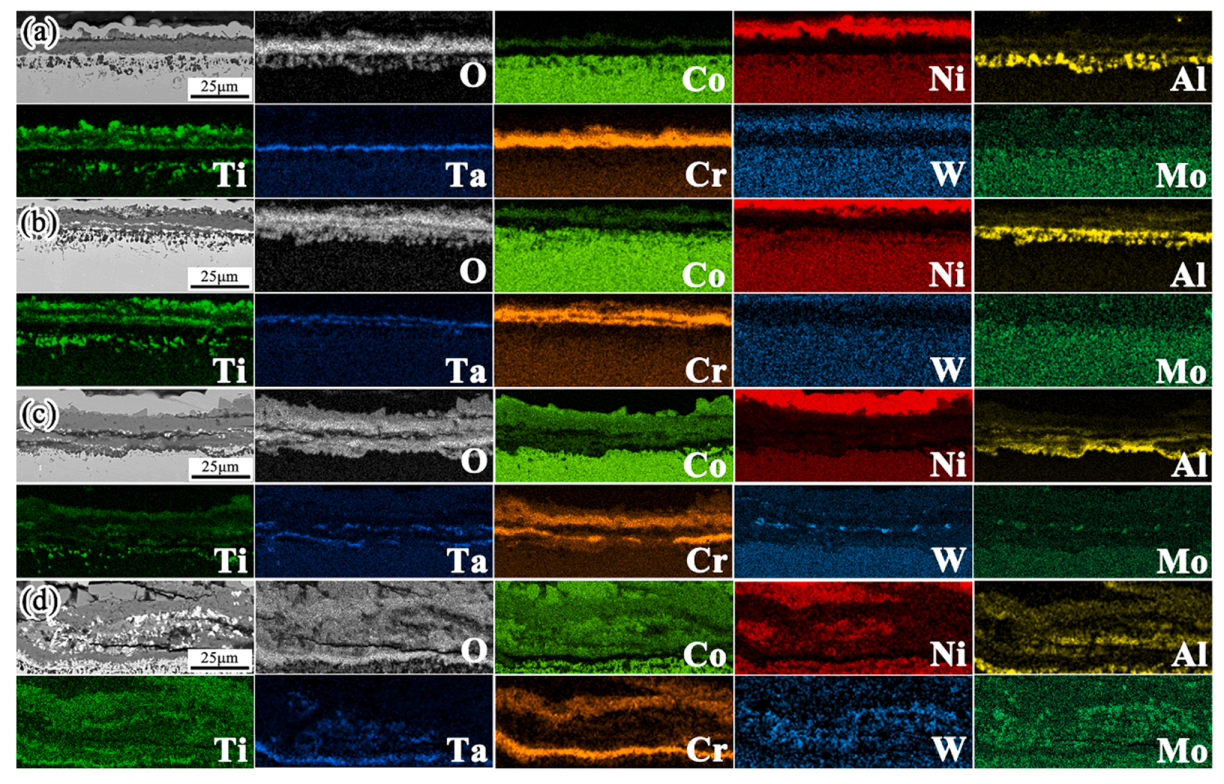 (a) O Co Ni Al
25μm
Ti Ta Cr W Mo
(b) O Co Ni Al
25μm
Ti Ta Cr W Mo
(c) O Co Ni Al
25μm
Ti Ta Cr W Mo
(d) O Co Ni Al
25μm
Ti Ta Cr W Mo